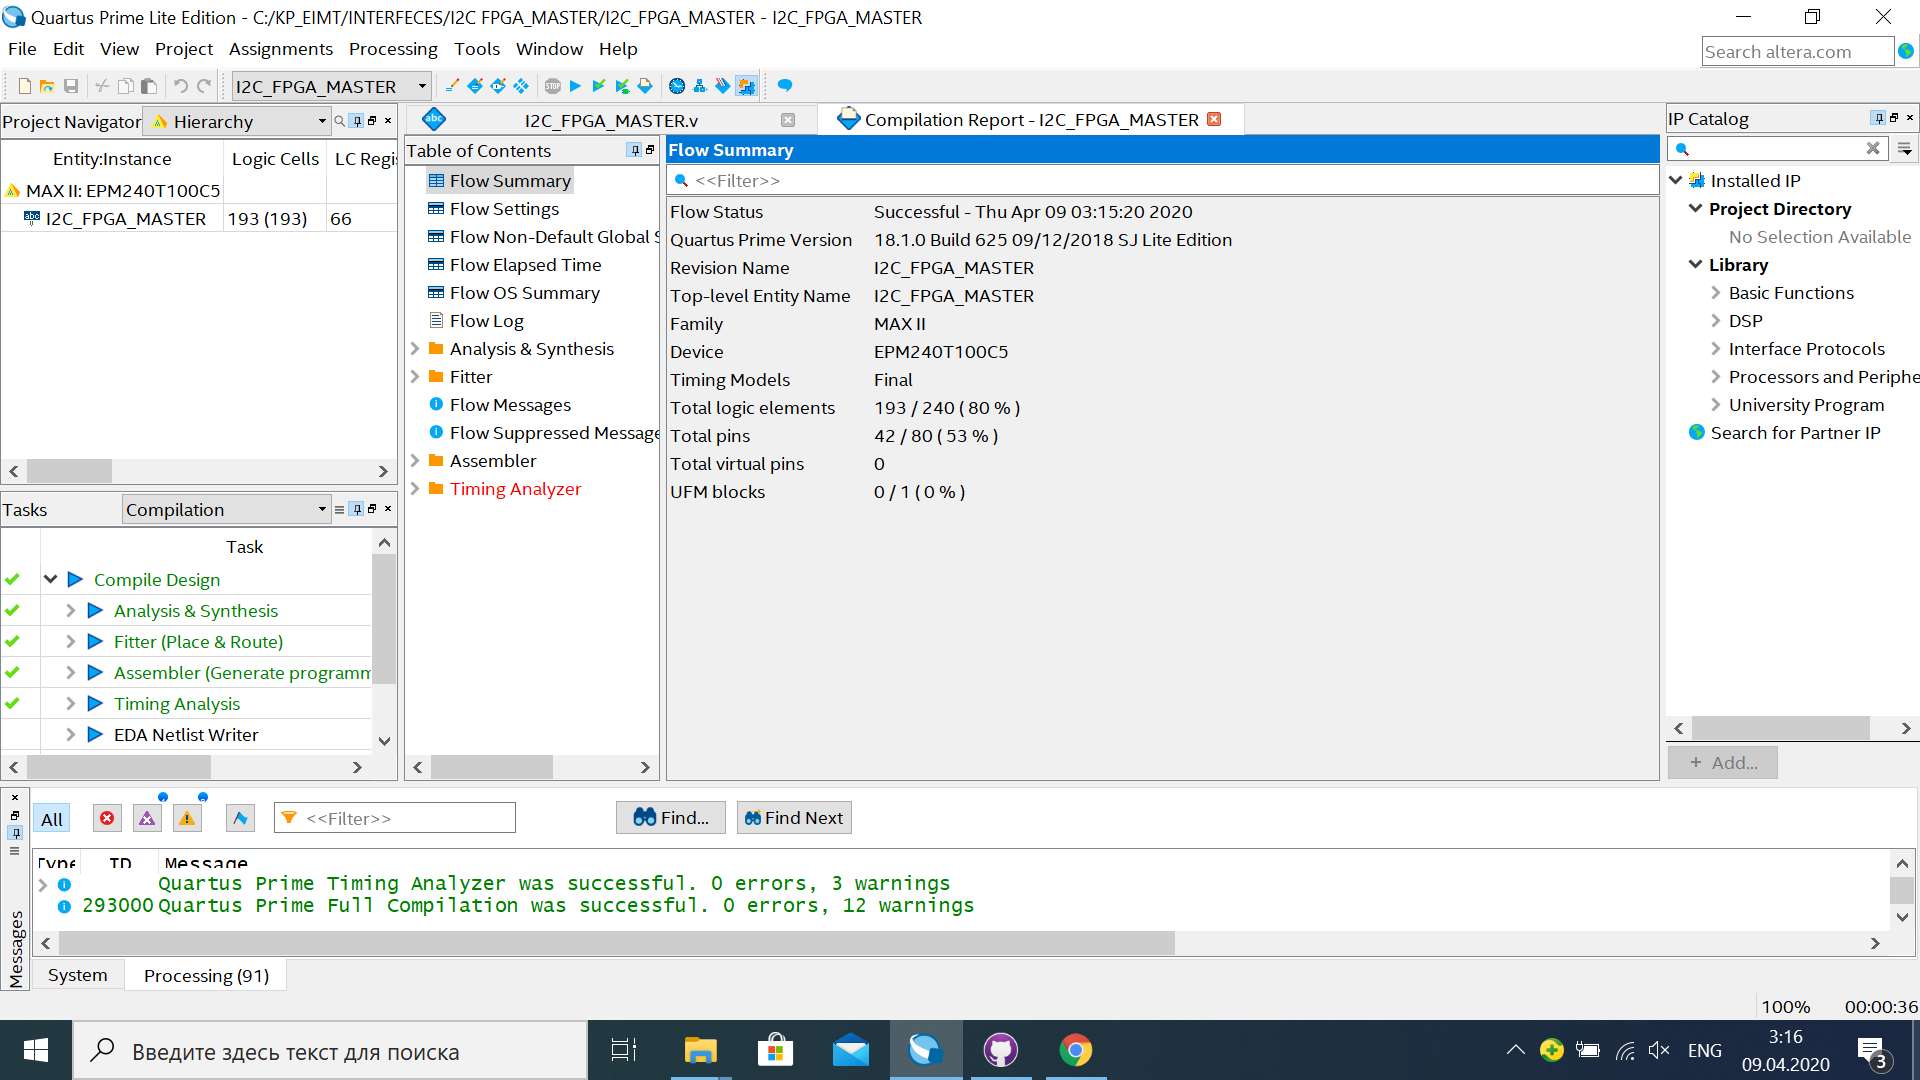 Quartus Prime Lite Edition - C:/KP_EIMT/INTERFECES/I2C FPGA_MASTER/I2C_FPGA_MASTER - I2C_FPGA_MASTER
File Edit View Project Assignments Processing Tools Window Help
Search altera.com
I2C_FPGA_MASTER
STOP
Project Navigator
Hierarchy
Entity:Instance Logic Cells LC Regi
MAX II: EPM240T100C5
abc
I2C_FPGA_MASTER 193 (193) 66
Tasks
Compilation
Task
Compile Design
Analysis & Synthesis
Fitter (Place & Route)
Assembler (Generate programm
Timing Analysis
EDA Netlist Writer
abc
I2C_FPGA_MASTER.v
Compilation Report - I2C_FPGA_MASTER
Table of Contents
Flow Summary
Flow Settings
Flow Non-Default Global S
Flow Elapsed Time
Flow OS Summary
Flow Log
Analysis & Synthesis
Fitter
Flow Messages
Flow Suppressed Message
Assembler
Timing Analyzer
Flow Summary
<<Filter>>
Flow Status Successful - Thu Apr 09 03:15:20 2020
Quartus Prime Version 18.1.0 Build 625 09/12/2018 SJ Lite Edition
Revision Name I2C_FPGA_MASTER
Top-level Entity Name I2C_FPGA_MASTER
Family MAX II
Device EPM240T100C5
Timing Models Final
Total logic elements 193 / 240 ( 80 % )
Total pins 42 / 80 ( 53 % )
Total virtual pins 0
UFM blocks 0 / 1 ( 0 % )
IP Catalog
Installed IP
Project Directory
No Selection Available
Library
Basic Functions
DSP
Interface Protocols
Processors and Periphe
University Program
Search for Partner IP
+ Add...
All
<<Filter>>
Find...
Find Next
Type ID Message
Quartus Prime Timing Analyzer was successful. 0 errors, 3 warnings
293000 Quartus Prime Full Compilation was successful. 0 errors, 12 warnings
Messages
System
Processing (91)
100% 00:00:36
Введите здесь текст для поиска
ENG
3:16
09.04.2020
3